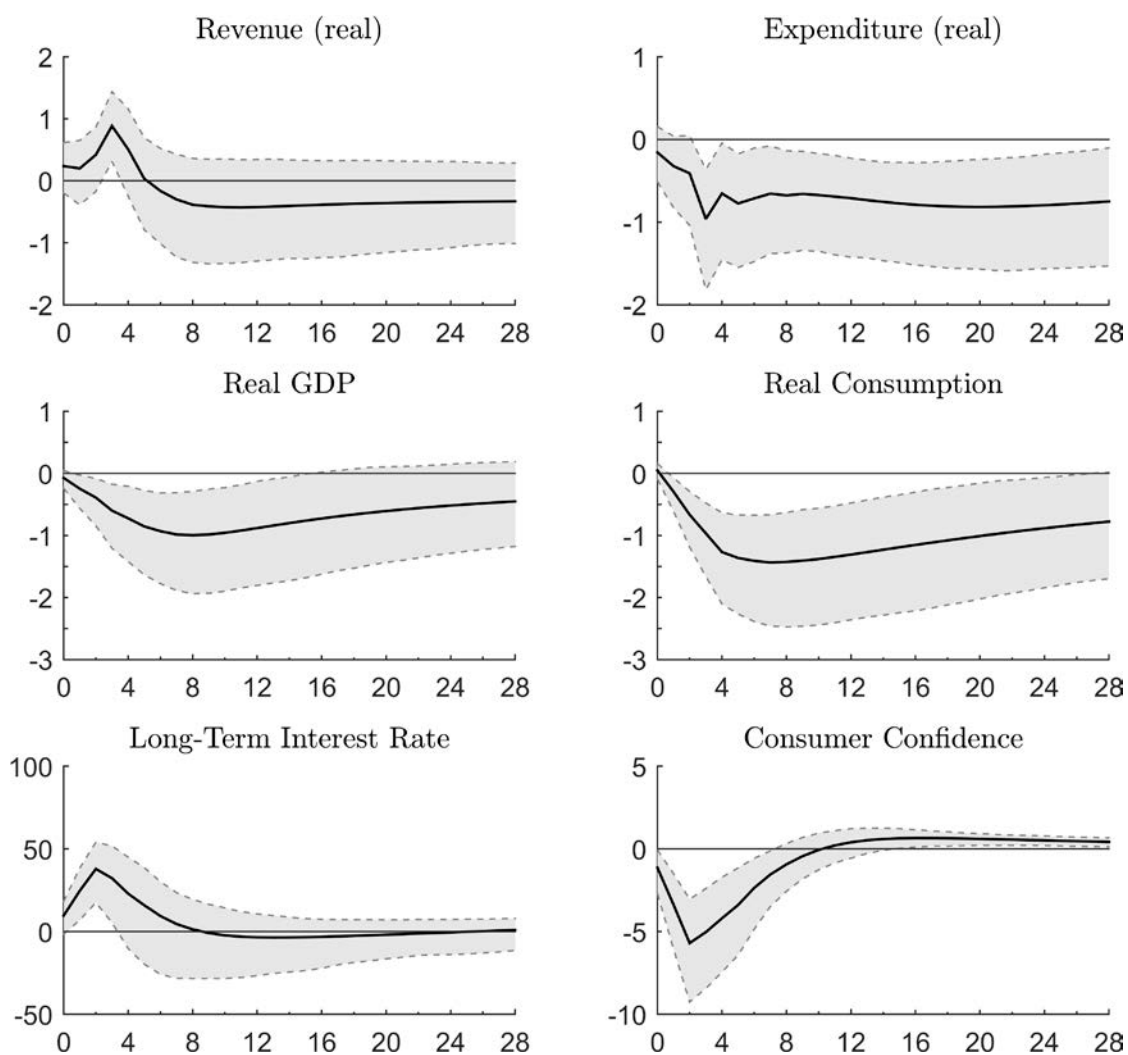 Revenue (real)
2
1
0
-1
-2
0 4 8 12 16 20 24 28
Expenditure (real)
1
0
-1
-2
0 4 8 12 16 20 24 28
Real GDP
1
0
-1
-2
-3
0 4 8 12 16 20 24 28
Real Consumption
1
0
-1
-2
-3
0 4 8 12 16 20 24 28
Long-Term Interest Rate
100
50
0
-50
0 4 8 12 16 20 24 28
Consumer Confidence
5
0
-5
-10
0 4 8 12 16 20 24 28